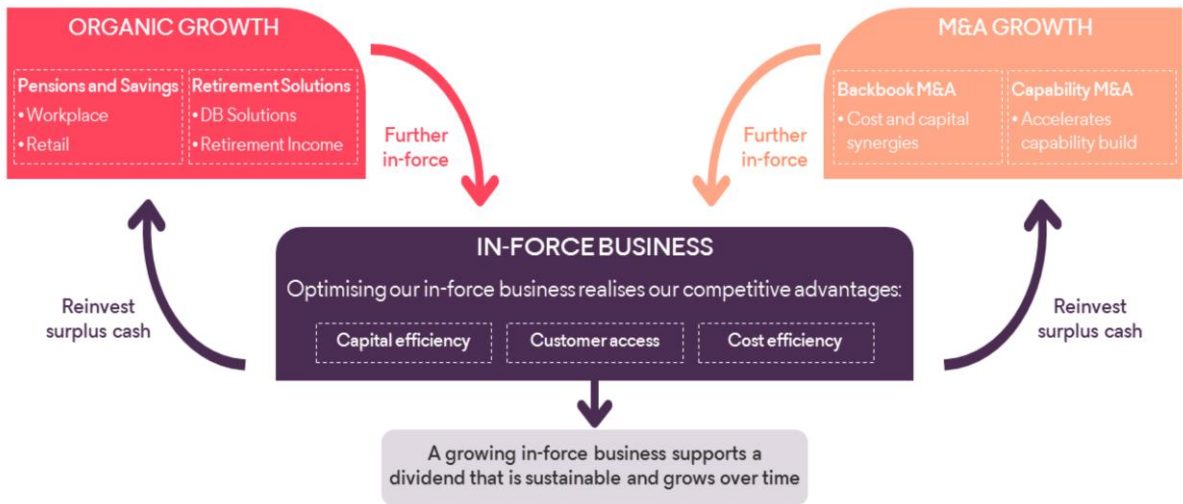 ORGANIC GROWTH
Pensions and Savings
• Workplace
• Retail
Retirement Solutions
• DB Solutions
• Retirement Income
Further
in-force
M&A GROWTH
Backbook M&A
• Cost and capital
synergies
Capability M&A
• Accelerates
capability build
Further
in-force
Reinvest
surplus cash
IN-FORCE BUSINESS
Optimising our in-force business realises our competitive advantages:
Capital efficiency
Customer access
Cost efficiency
Reinvest
surplus cash
A growing in-force business supports a
dividend that is sustainable and grows over time